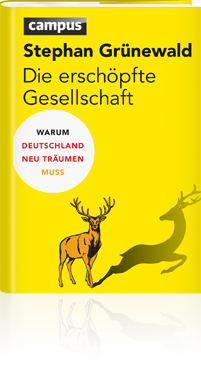 campus
Stephan Grünewald
Die erschöpfte
Gesellschaft
WARUM
DEUTSCHLAND
NEU TRÄUMEN
MUSS